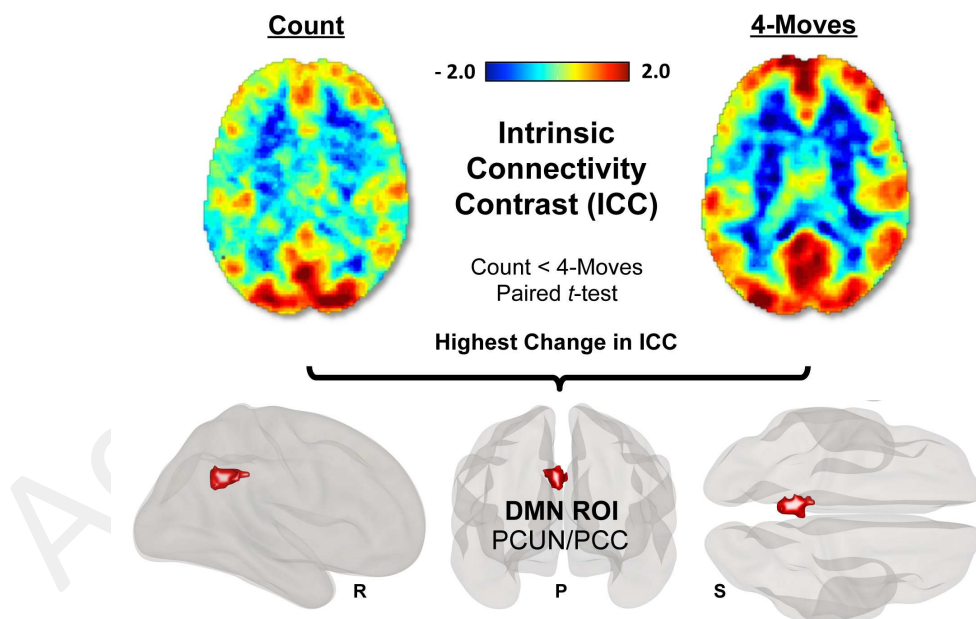 Count
4-Moves
- 2.0
2.0
Intrinsic
Connectivity
Contrast (ICC)
Count < 4-Moves
Paired t-test
Highest Change in ICC
DMN ROI
PCUN/PCC
R
P
S